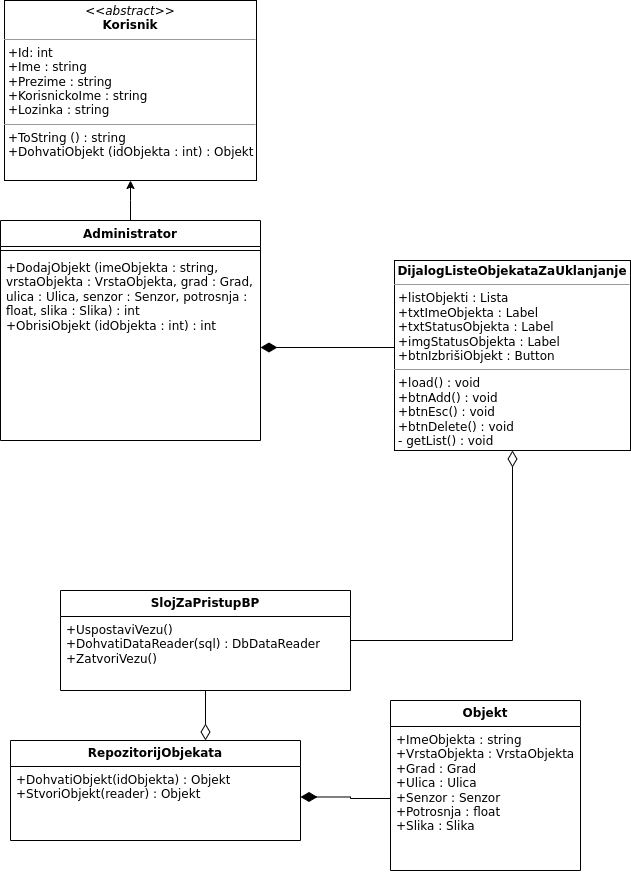 <<abstract>>
Korisnik
+Id: int
+Ime : string
+Prezime : string
+KorisnickoIme : string
+Lozinka : string
+ToString () : string
+DohvatiObjekt (idObjekta : int) : Objekt
Administrator
+DodajObjekt (imeObjekta : string,
vrstaObjekta : VrstaObjekta, grad : Grad,
ulica : Ulica, senzor : Senzor, potrosnja :
float, slika : Slika) : int
+ObrisiObjekt (idObjekta : int) : int
DijalogListeObjekataZaUklanjanje
+listObjekti : Lista
+txtImeObjekta : Label
+txtStatusObjekta : Label
+imgStatusObjekta : Label
+btnIzbrišiObjekt : Button
+load() : void
+btnAdd() : void
+btnEsc() : void
+btnDelete() : void
- getList() : void
SlojZaPristupBP
+UspostaviVezu()
+DohvatiDataReader(sql) : DbDataReader
+ZatvoriVezu()
RepozitorijObjekata
+DohvatiObjekt(idObjekta) : Objekt
+StvoriObjekt(reader) : Objekt
Objekt
+ImeObjekta : string
+VrstaObjekta : VrstaObjekta
+Grad : Grad
+Ulica : Ulica
+Senzor : Senzor
+Potrosnja : float
+Slika : Slika